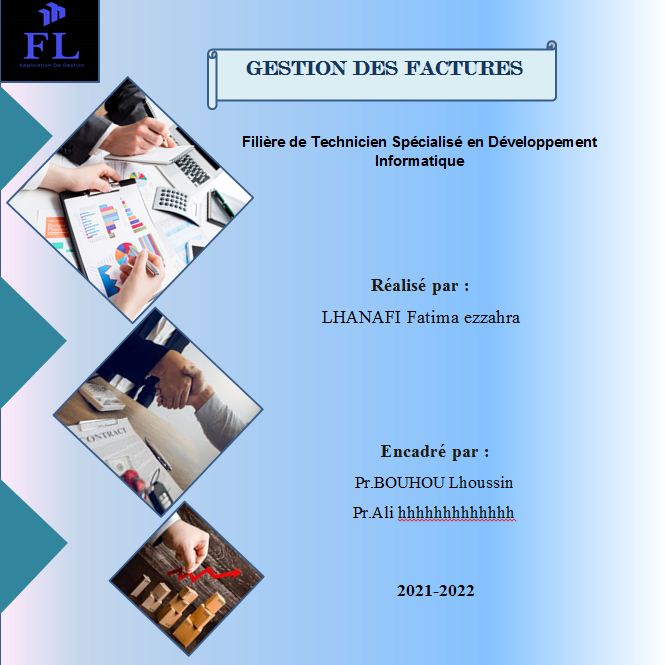 FL
Application De Gestion
GESTION DES FACTURES
Filière de Technicien Spécialisé en Développement
Informatique
Réalisé par :
LHANAFI Fatima ezzahra
CONTRACT
Encadré par :
Pr.BOUHOU Lhoussin
Pr.Ali hhhhhhhhhhhhh
2021-2022